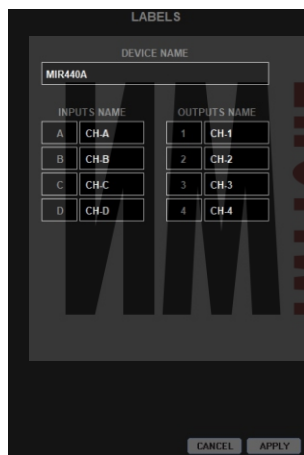 LABELS
DEVICE NAME
MIR440A
INPUTS NAME OUTPUTS NAME
A CH-A 1 CH-1
B CH-B 2 CH-2
C CH-C 3 CH-3
D CH-D 4 CH-4
CANCEL APPLY